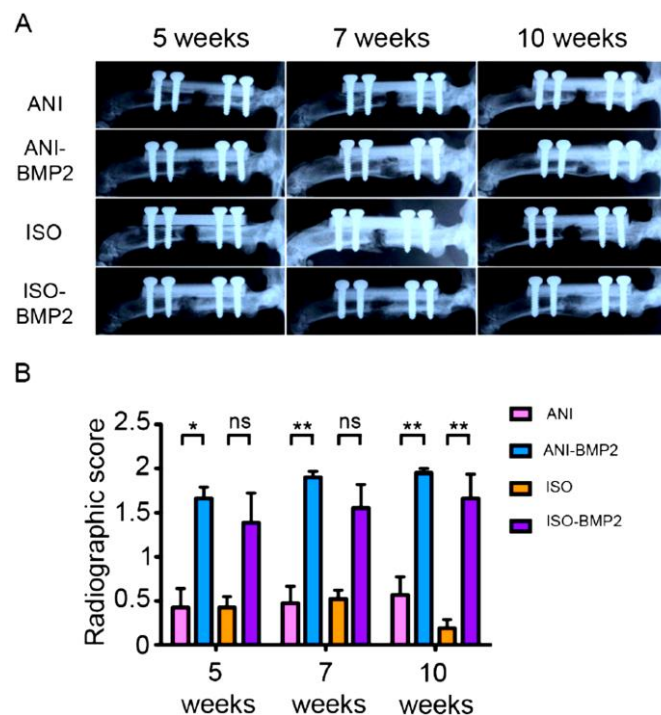 A
5 weeks 7 weeks 10 weeks
ANI
ANI-
BMP2
ISO
ISO-
BMP2
B
Radiographic score
2.5
2
1.5
1
0.5
0
* ns ** ns ** **
5 weeks
7 weeks
10 weeks
ANI
ANI-BMP2
ISO
ISO-BMP2